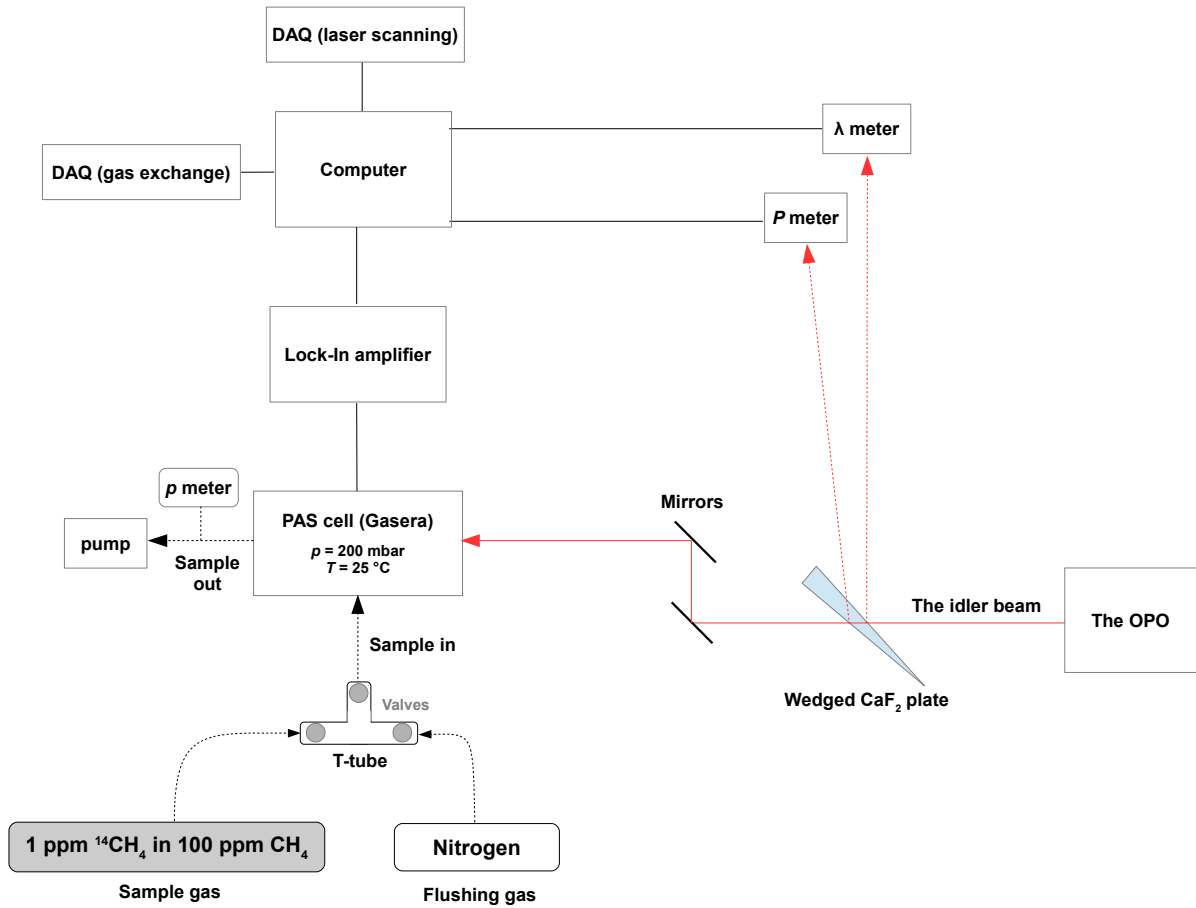 DAQ (laser scanning)
λ meter
Computer
DAQ (gas exchange)
P meter
Lock-In amplifier
p meter
Mirrors
PAS cell (Gasera)
p = 200 mbar
T = 25 °C
pump
Sample
out
The idler beam
The OPO
Sample in
Wedged CaF₂ plate
Valves
T-tube
1 ppm ¹⁴CH₄ in 100 ppm CH₄
Nitrogen
Sample gas
Flushing gas